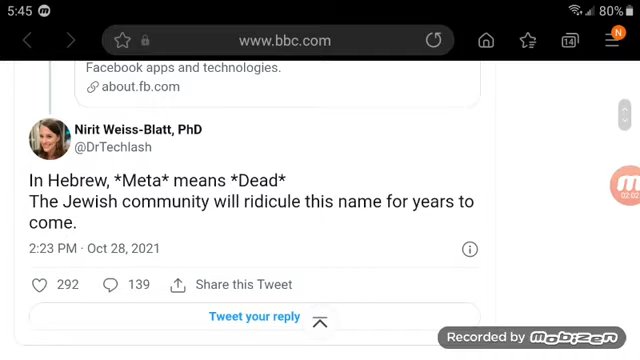 5:45
80%
www.bbc.com
14
N
Facebook apps and technologies.
about.fb.com
Nirit Weiss-Blatt, PhD
@DrTechlash
In Hebrew, *Meta* means *Dead*
The Jewish community will ridicule this name for years to
come.
2:23 PM · Oct 28, 2021
292
139
Share this Tweet
Tweet your reply
02:02
Recorded by mobizen